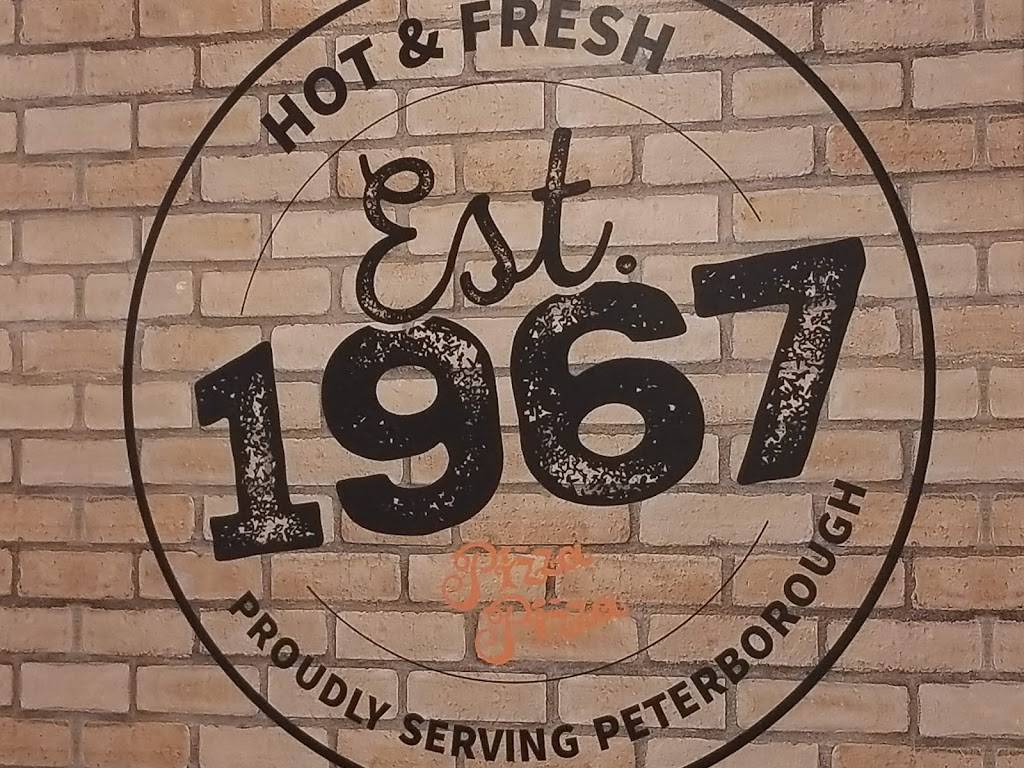 HOT & FRESH
Est.
1967
Pizza
Pizza
PROUDLY SERVING PETERBOROUGH